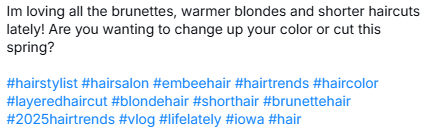 Im loving all the brunettes, warmer blondes and shorter haircuts
lately! Are you wanting to change up your color or cut this
spring?
#hairstylist #hairsalon #embeehair #hairtrends #haircolor
#layeredhaircut #blondehair #shorthair #brunettehair
#2025hairtrends #vlog #lifelately #iowa #hair